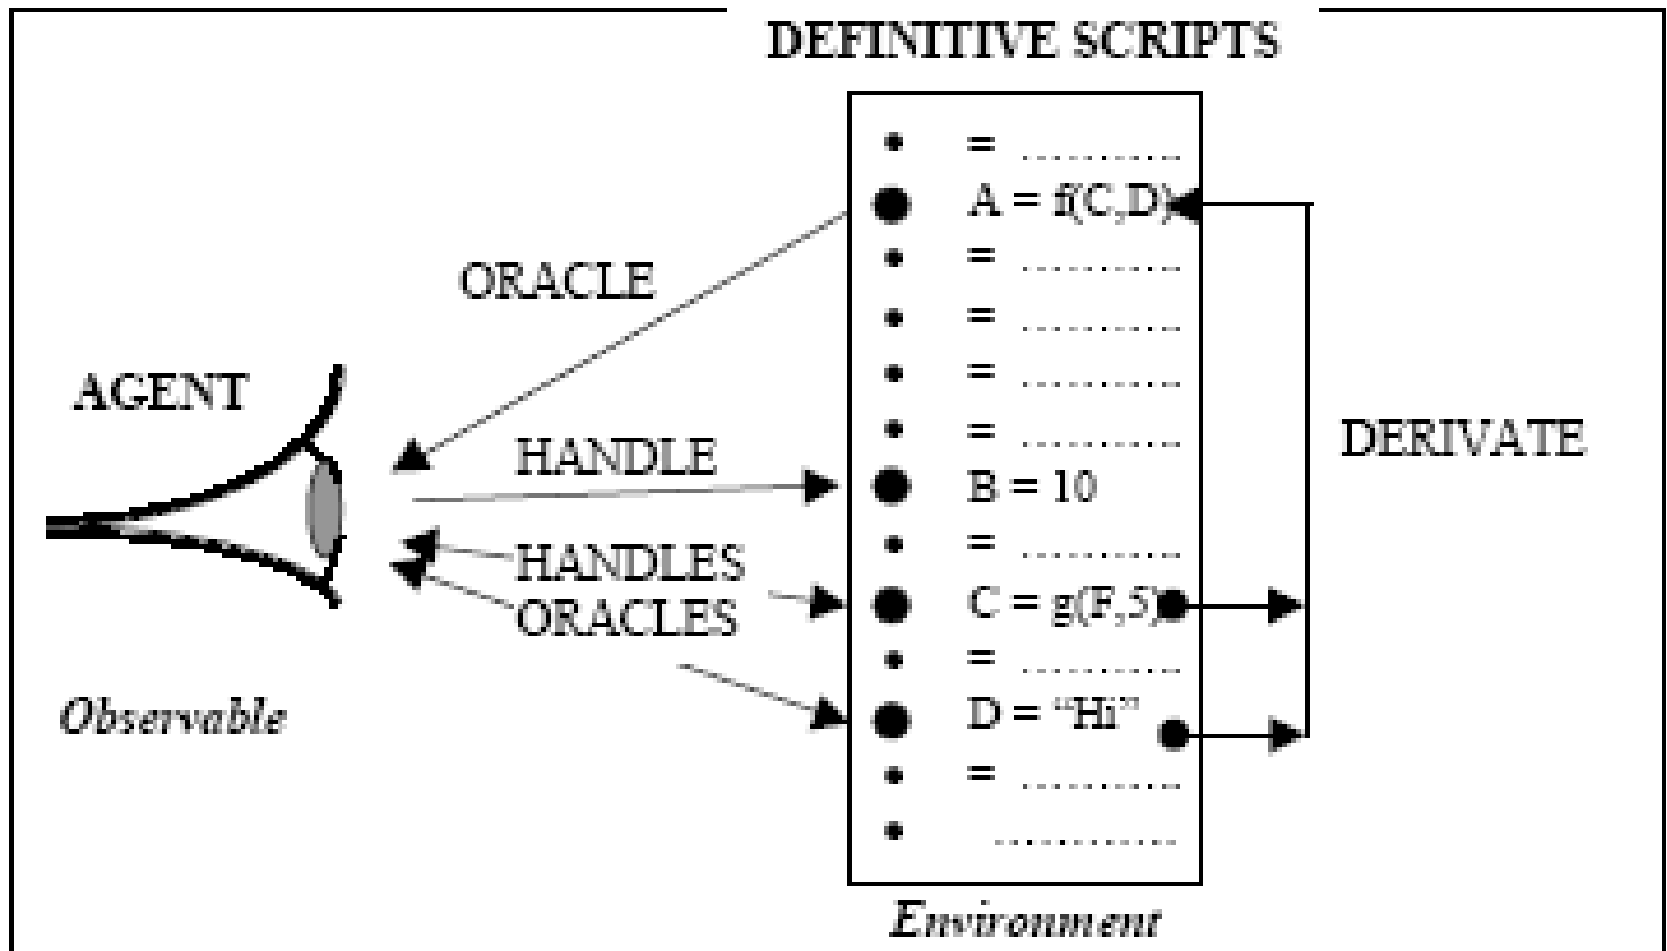 DEFINITIVE SCRIPTS
• = ............
A = f(C,D)
• = ............
• = ............
• = ............
• = ............
B = 10
• = ............
C = g(F,5)
• = ............
D = “Hi”
• = ............
• ............
Environment
ORACLE
AGENT
HANDLE
HANDLES
ORACLES
Observable
DERIVATE